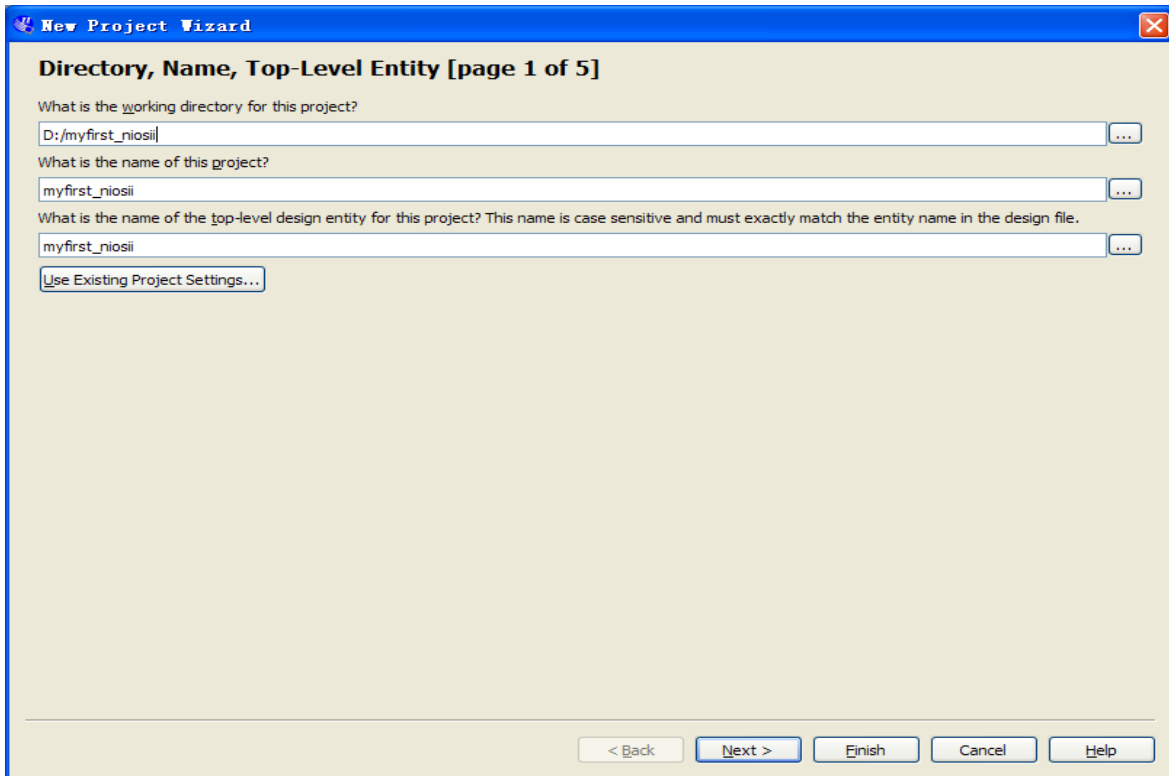 New Project Wizard
Directory, Name, Top-Level Entity [page 1 of 5]
What is the working directory for this project?
D:/myfirst_niosii
...
What is the name of this project?
myfirst_niosii
...
What is the name of the top-level design entity for this project? This name is case sensitive and must exactly match the entity name in the design file.
myfirst_niosii
...
Use Existing Project Settings...
< Back Next > Finish Cancel Help